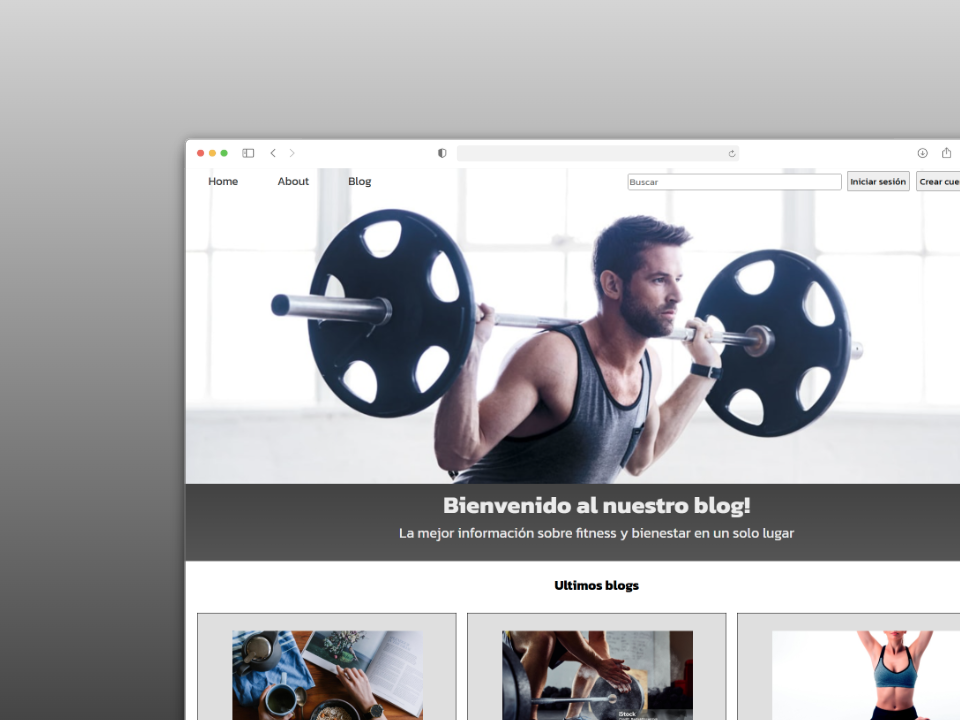 Home About Blog Buscar Iniciar sesión Crear cue
Bienvenido al nuestro blog!
La mejor información sobre fitness y bienestar en un solo lugar
Ultimos blogs
iStock